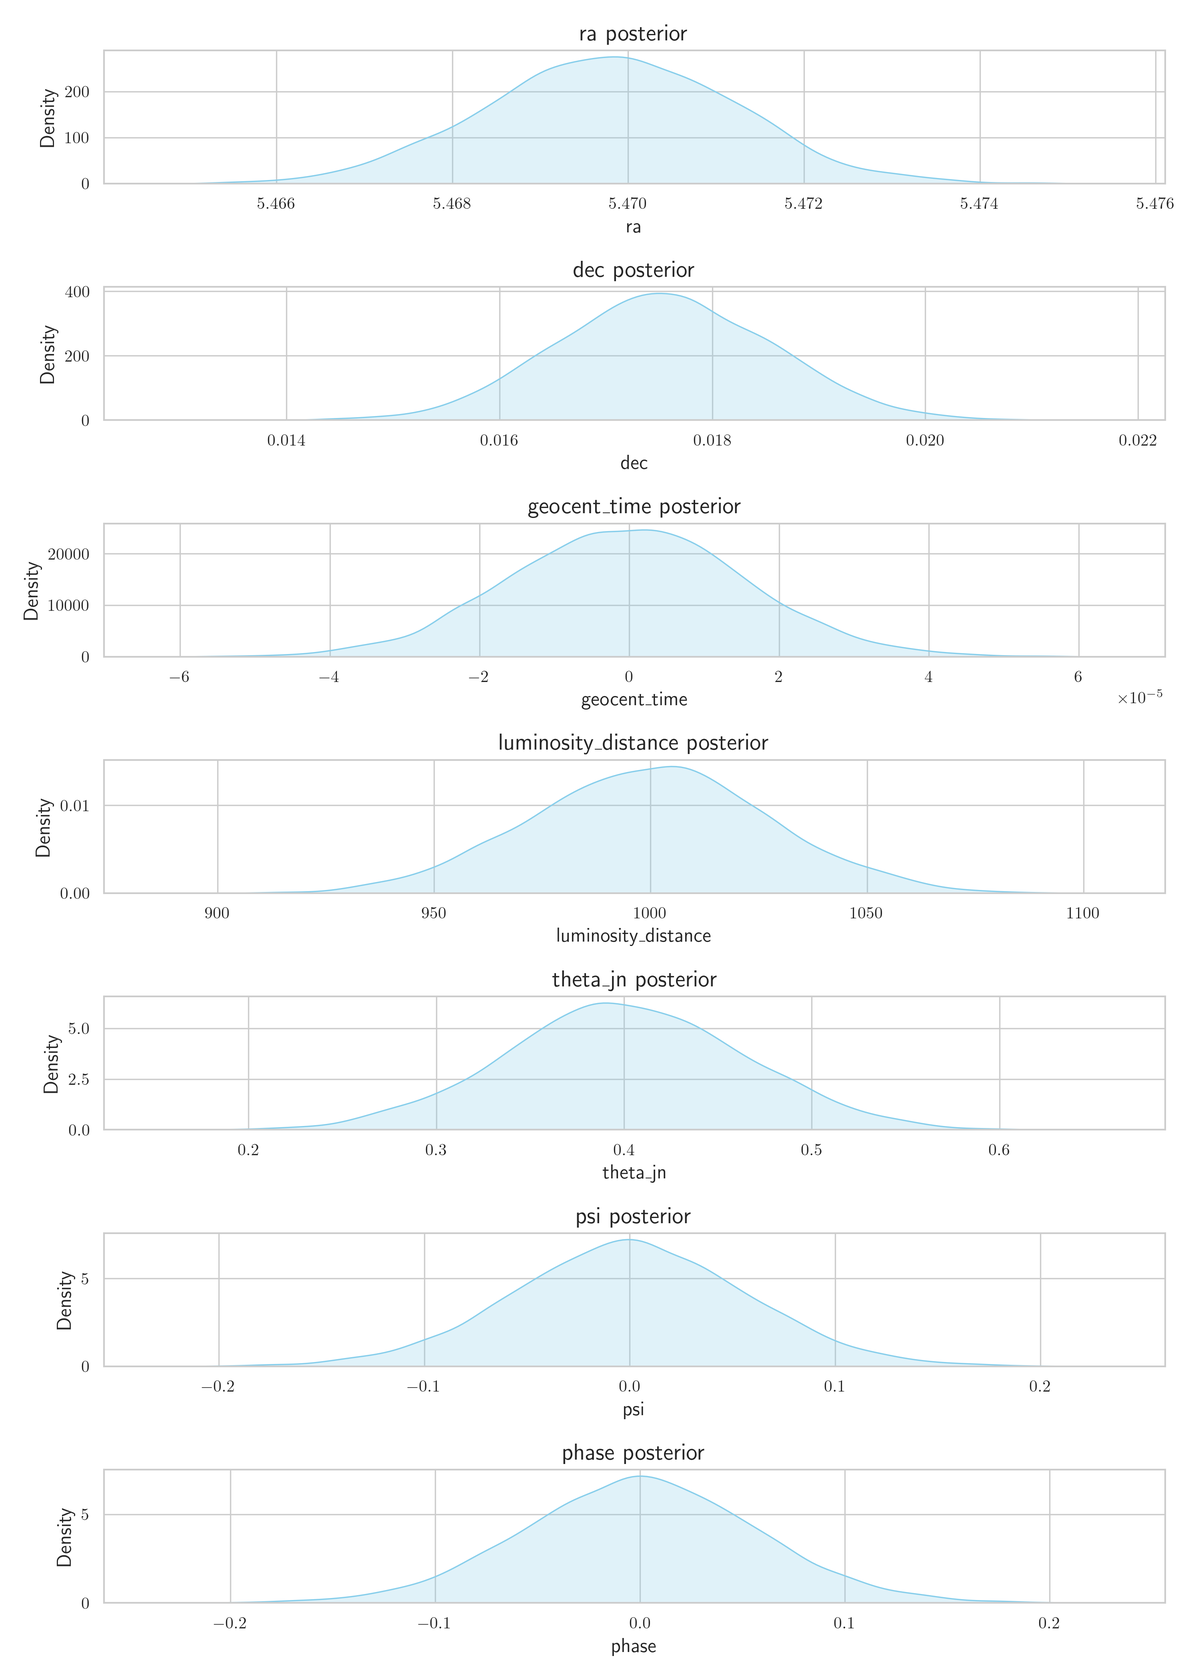 ra posterior
Density
200
100
0
5.466 5.468 5.470 5.472 5.474 5.476
ra
dec posterior
Density
400
200
0
0.014 0.016 0.018 0.020 0.022
dec
geocent_time posterior
Density
20000
10000
0
−6 −4 −2 0 2 4 6
×10⁻⁵
geocent_time
luminosity_distance posterior
Density
0.01
0.00
900 950 1000 1050 1100
luminosity_distance
theta_jn posterior
Density
5.0
2.5
0.0
0.2 0.3 0.4 0.5 0.6
theta_jn
psi posterior
Density
5
0
−0.2 −0.1 0.0 0.1 0.2
psi
phase posterior
Density
5
0
−0.2 −0.1 0.0 0.1 0.2
phase